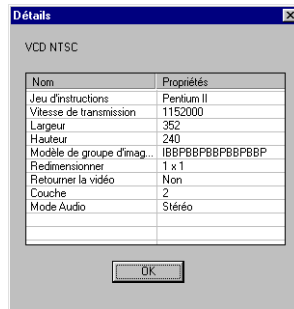 Détails
VCD NTSC
Nom Propriétés
Jeu d'instructions Pentium II
Vitesse de transmission 1152000
Largeur 352
Hauteur 240
Modèle de groupe d'imag... IBBPBBPBBPBBPBBP
Redimensionner 1 x 1
Retourner la vidéo Non
Couche 2
Mode Audio Stéréo
OK